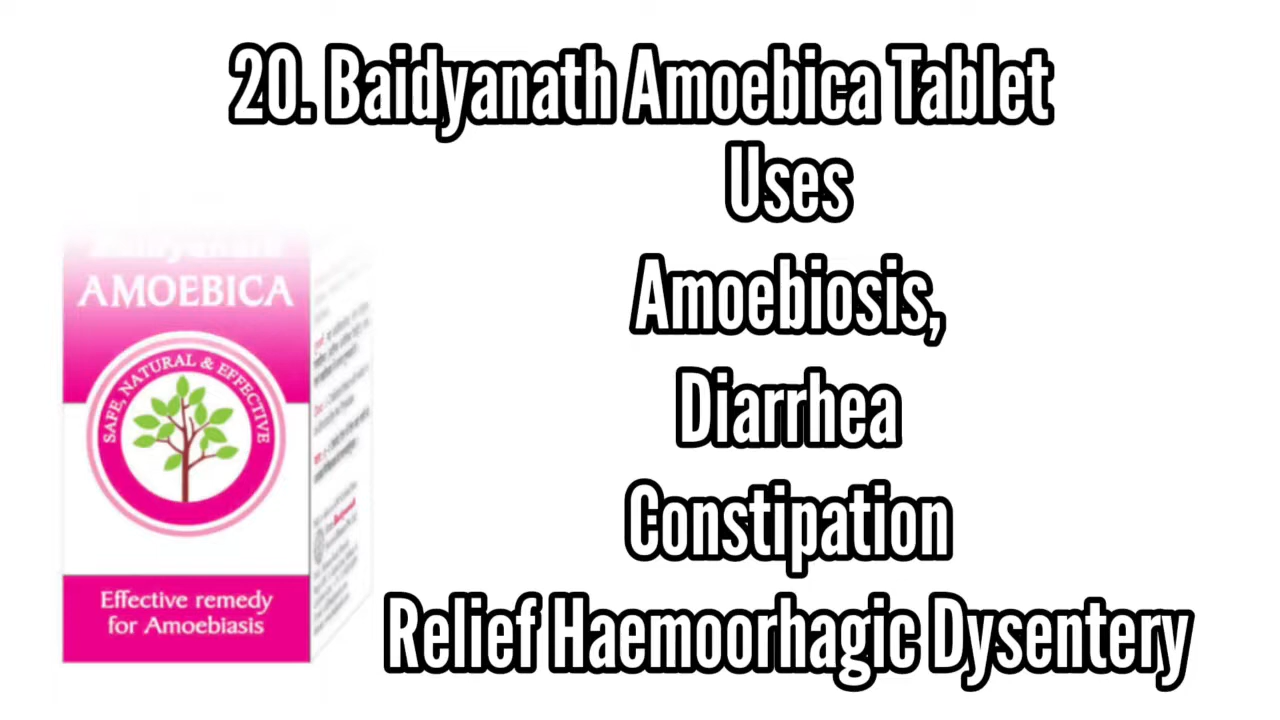 20. Baidyanath Amoebica Tablet
Uses
Amoebiosis,
Diarrhea
Constipation
Relief Haemoorhagic Dysentery
AMOEBICA
SAFE, NATURAL & EFFECTIVE
Effective remedy
for Amoebiasis